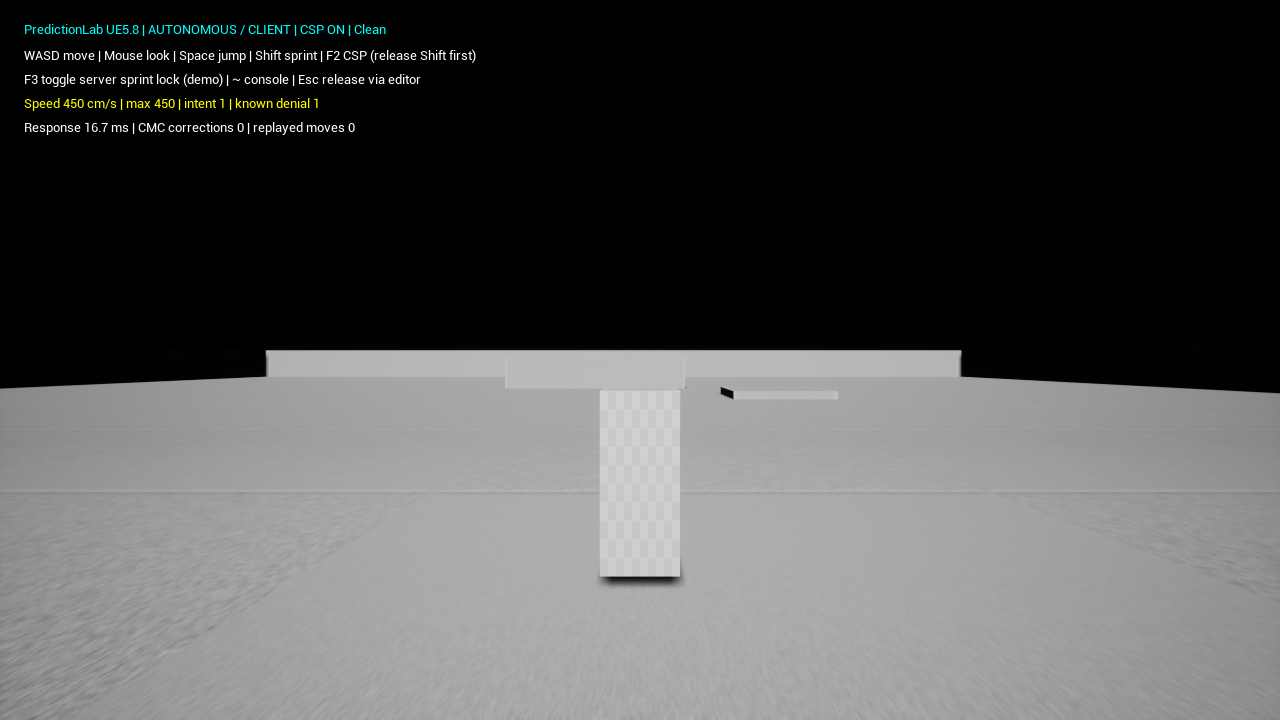 PredictionLab UE5.8 | AUTONOMOUS / CLIENT | CSP ON | Clean
WASD move | Mouse look | Space jump | Shift sprint | F2 CSP (release Shift first)
F3 toggle server sprint lock (demo) | ~ console | Esc release via editor
Speed 450 cm/s | max 450 | intent 1 | known denial 1
Response 16.7 ms | CMC corrections 0 | replayed moves 0